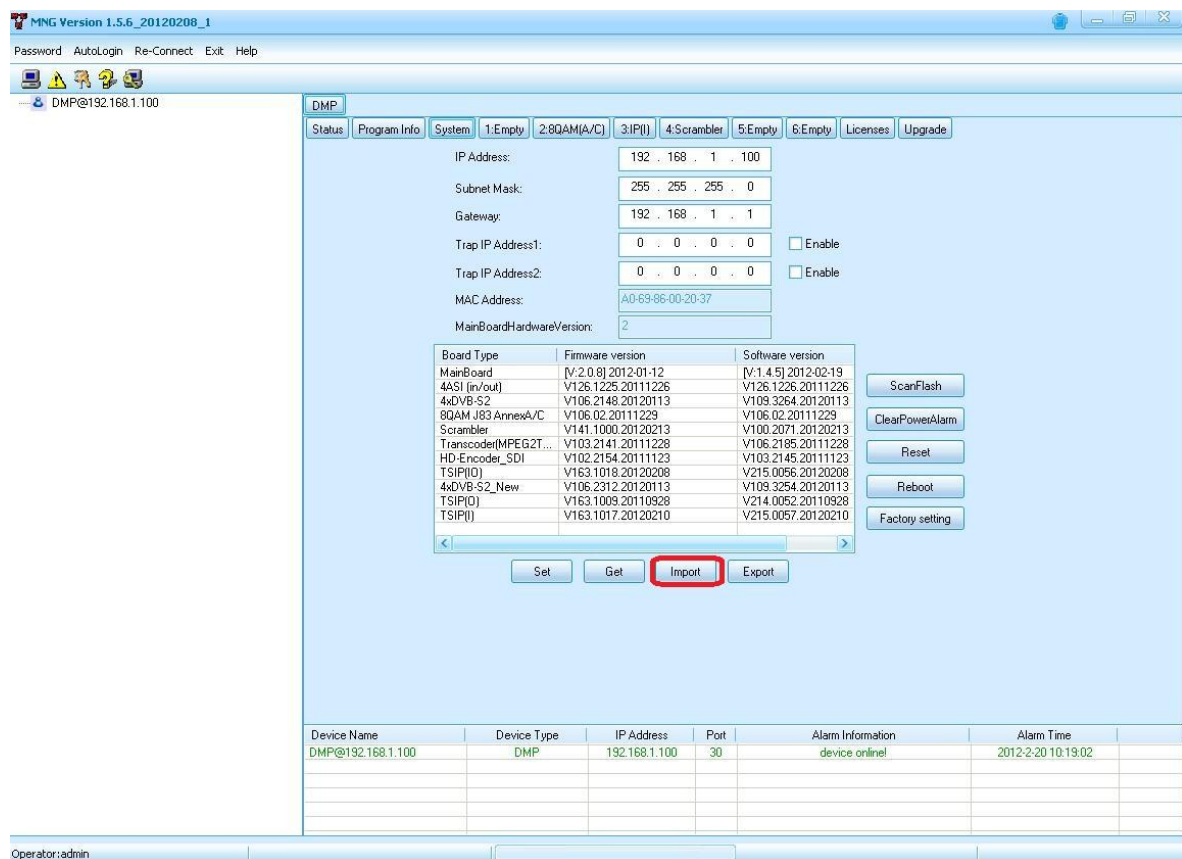 MNG Version 1.5.6_20120208_1
Password AutoLogin Re-Connect Exit Help
DMP@192.168.1.100
DMP
Status Program Info System 1:Empty 2:8QAM(A/C) 3:IP(I) 4:Scrambler 5:Empty 6:Empty Licenses Upgrade
IP Address: 192 . 168 . 1 . 100
Subnet Mask: 255 . 255 . 255 . 0
Gateway: 192 . 168 . 1 . 1
Trap IP Address1: 0 . 0 . 0 . 0 Enable
Trap IP Address2: 0 . 0 . 0 . 0 Enable
MAC Address: A0-69-86-00-20-37
MainBoardHardwareVersion: 2
Board Type Firmware version Software version
MainBoard [V:2.0.8] 2012-01-12 [V:1.4.5] 2012-02-19
4ASI (in/out) V126.1225.20111226 V126.1226.20111226
4xDVB-S2 V106.2148.20120113 V109.3264.20120113
8QAM J83 AnnexA/C V106.02.20111229 V106.02.20111229
Scrambler V141.1000.20120213 V100.2071.20120213
Transcoder(MPEG2T... V103.2141.20111228 V106.2185.20111228
HD-Encoder_SDI V102.2154.20111123 V103.2145.20111123
TSIP(IO) V163.1018.20120208 V215.0056.20120208
4xDVB-S2_New V106.2312.20120113 V109.3254.20120113
TSIP(O) V163.1009.20110928 V214.0052.20110928
TSIP(I) V163.1017.20120210 V215.0057.20120210
ScanFlash
ClearPowerAlarm
Reset
Reboot
Factory setting
Set Get Import Export
Device Name Device Type IP Address Port Alarm Information Alarm Time
DMP@192.168.1.100 DMP 192.168.1.100 30 device online! 2012-2-20 10:19:02
Operator:admin